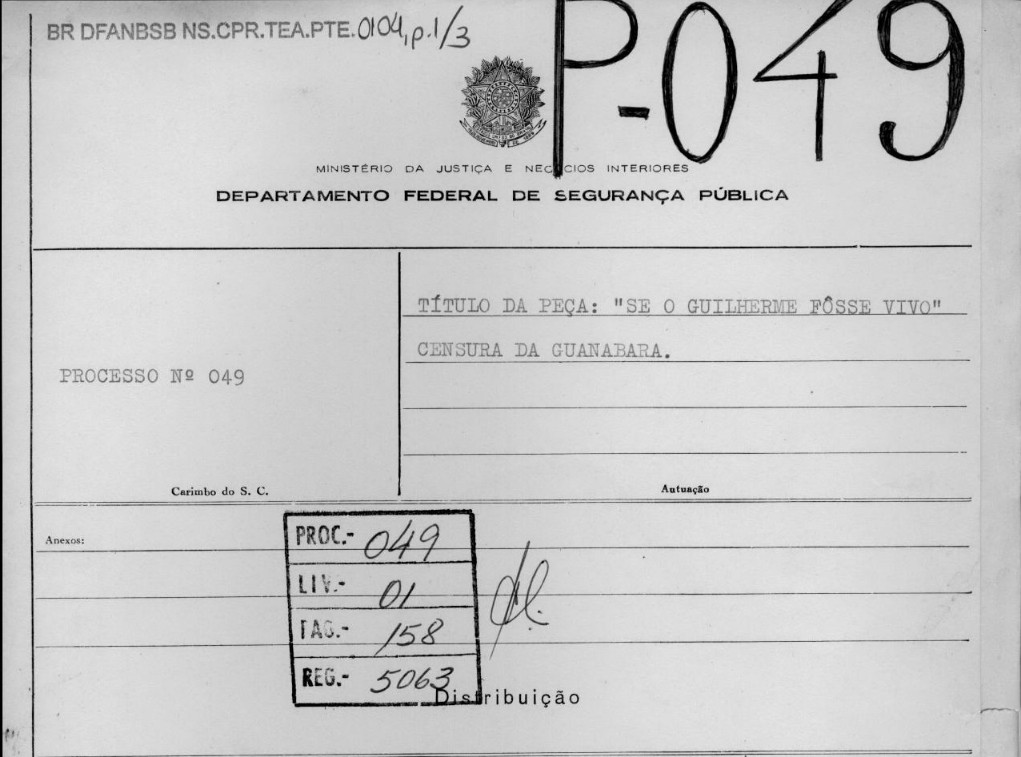 BR DFANBSB NS.CPR.TEA.PTE.0104, p.1/3
P-049
MINISTÉRIO DA JUSTIÇA E NEGÓCIOS INTERIORES
DEPARTAMENTO FEDERAL DE SEGURANÇA PÚBLICA
TÍTULO DA PEÇA: "SE O GUILHERME FÔSSE VIVO"
CENSURA DA GUANABARA.
PROCESSO Nº 049
Carimbo do S. C.
Autuação
Anexos:
PROC.- 049
LIV.- 01
PAG.- 158
REG.- 5063
Distribuição